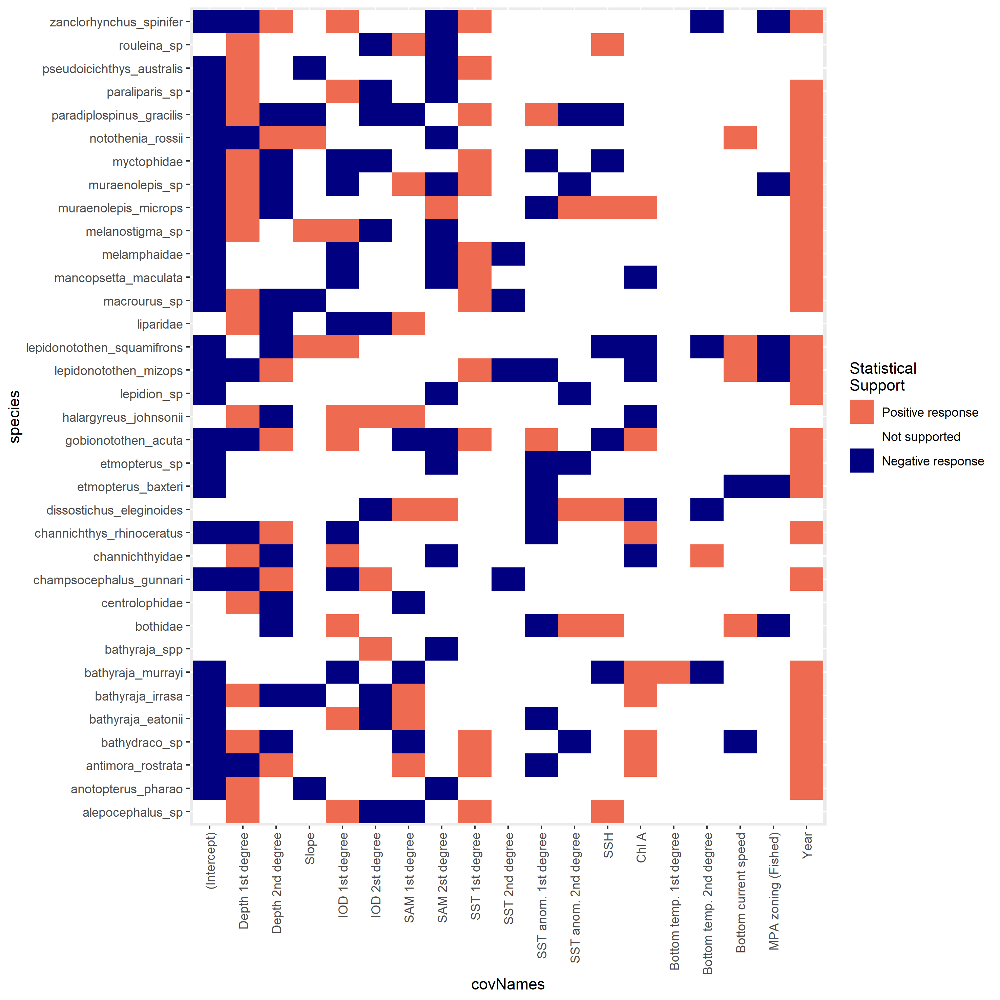 zanclorhynchus_spinifer
rouleina_sp
pseudoicichthys_australis
paraliparis_sp
paradiplospinus_gracilis
notothenia_rossii
myctophidae
muraenolepis_sp
muraenolepis_microps
melanostigma_sp
melamphaidae
mancopsetta_maculata
macrourus_sp
liparidae
lepidonotothen_squamifrons
lepidonotothen_mizops
lepidion_sp
halargyreus_johnsonii
gobionotothen_acuta
etmopterus_sp
etmopterus_baxteri
dissostichus_eleginoides
channichthys_rhinoceratus
channichthyidae
champsocephalus_gunnari
centrolophidae
bothidae
bathyraja_spp
bathyraja_murrayi
bathyraja_irrasa
bathyraja_eatonii
bathydraco_sp
antimora_rostrata
anotopterus_pharao
alepocephalus_sp
species
(Intercept)
Depth 1st degree
Depth 2nd degree
Slope
IOD 1st degree
IOD 2st degree
SAM 1st degree
SAM 2st degree
SST 1st degree
SST 2nd degree
SST anom. 1st degree
SST anom. 2nd degree
SSH
Chl A
Bottom temp. 1st degree
Bottom temp. 2nd degree
Bottom current speed
MPA zoning (Fished)
Year
covNames
Statistical
Support
Positive response
Not supported
Negative response